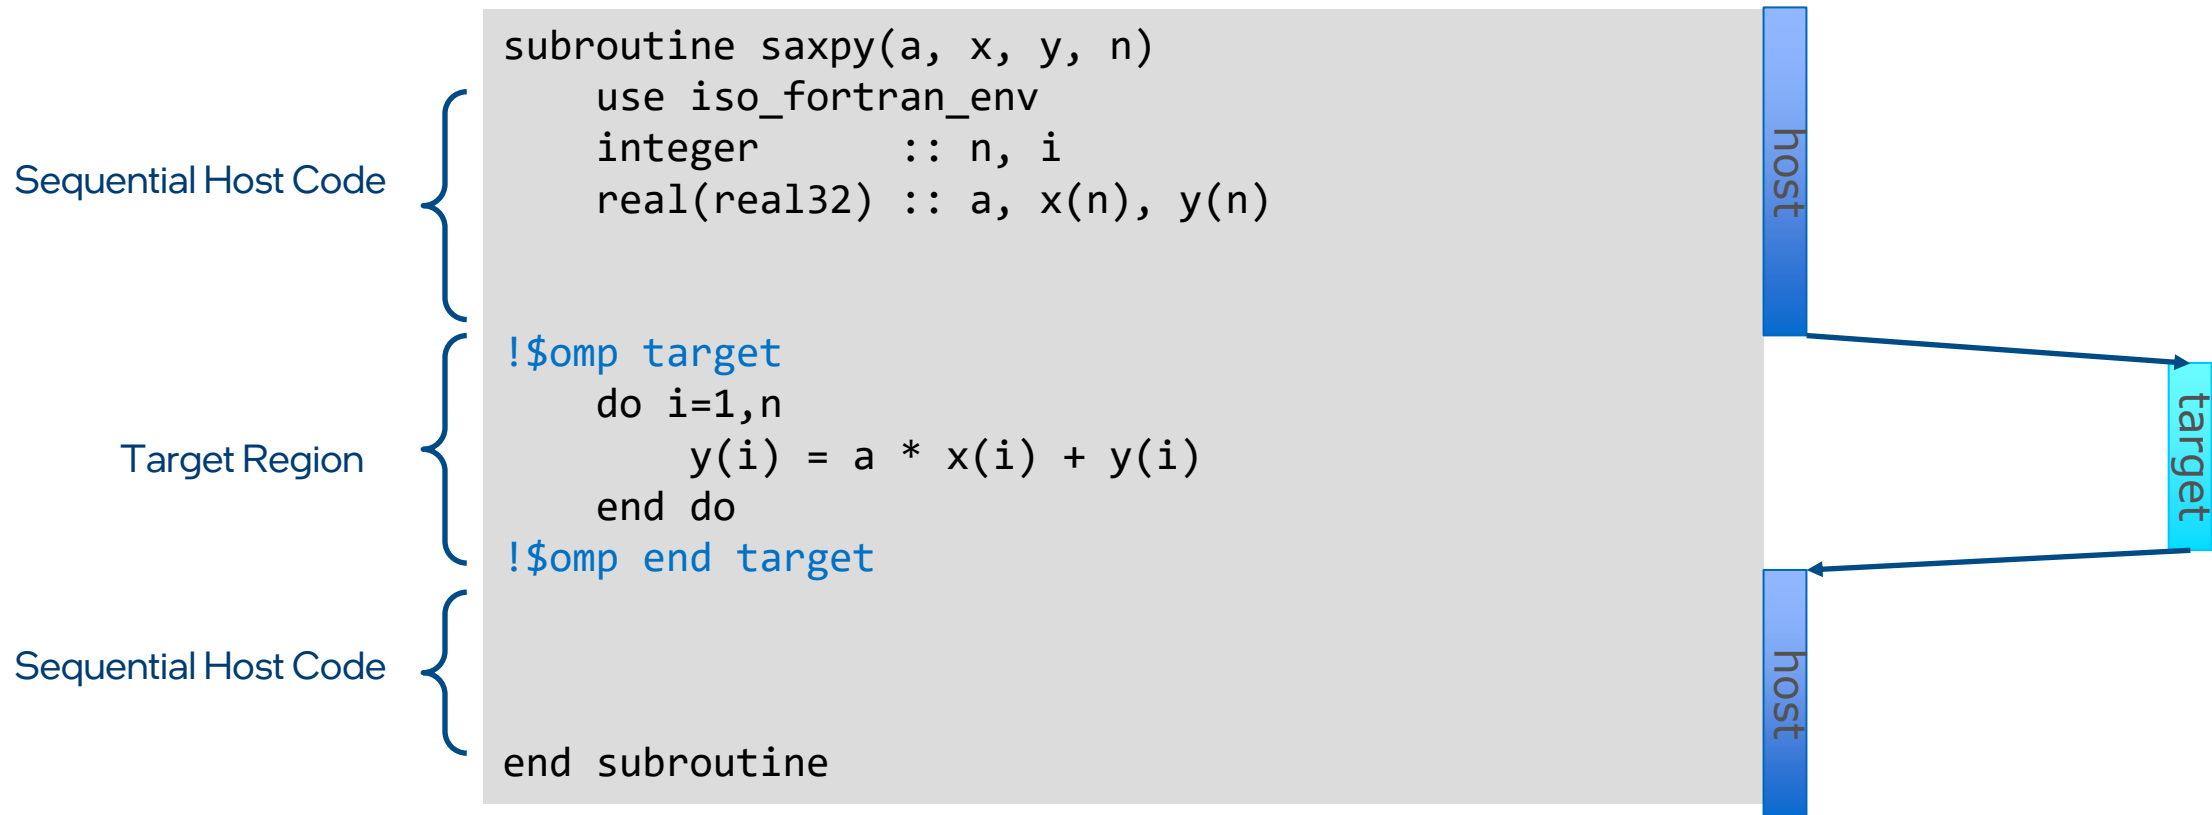 subroutine saxpy(a, x, y, n)
    use iso_fortran_env
    integer      :: n, i
    real(real32) :: a, x(n), y(n)
Sequential Host Code
host
!$omp target
    do i=1,n
        y(i) = a * x(i) + y(i)
    end do
!$omp end target
Target Region
target
Sequential Host Code
host
end subroutine